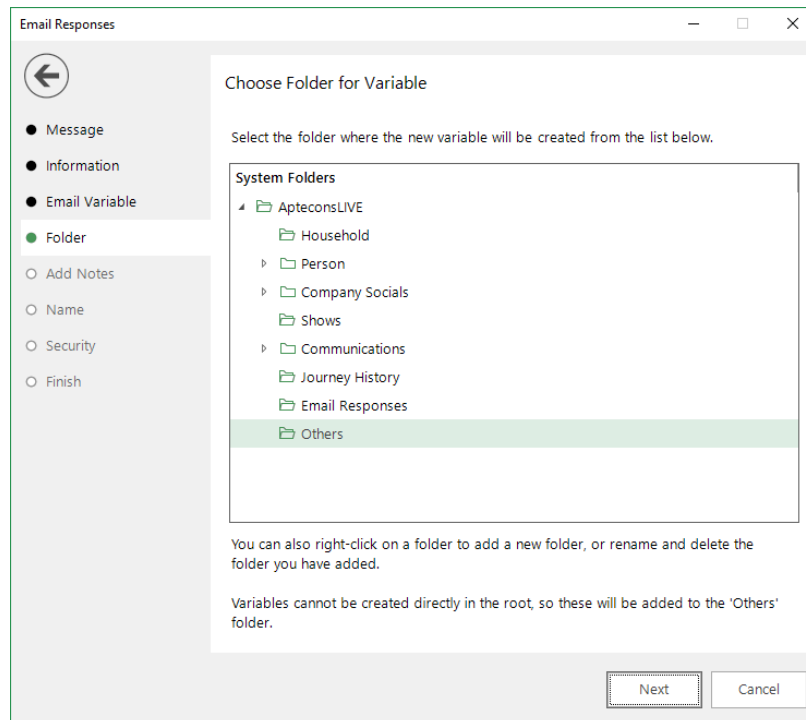 Email Responses
Choose Folder for Variable
Message
Information
Email Variable
Folder
Add Notes
Name
Security
Finish
Select the folder where the new variable will be created from the list below.
System Folders
ApteconsLIVE
Household
Person
Company Socials
Shows
Communications
Journey History
Email Responses
Others
You can also right-click on a folder to add a new folder, or rename and delete the
folder you have added.
Variables cannot be created directly in the root, so these will be added to the 'Others'
folder.
Next
Cancel